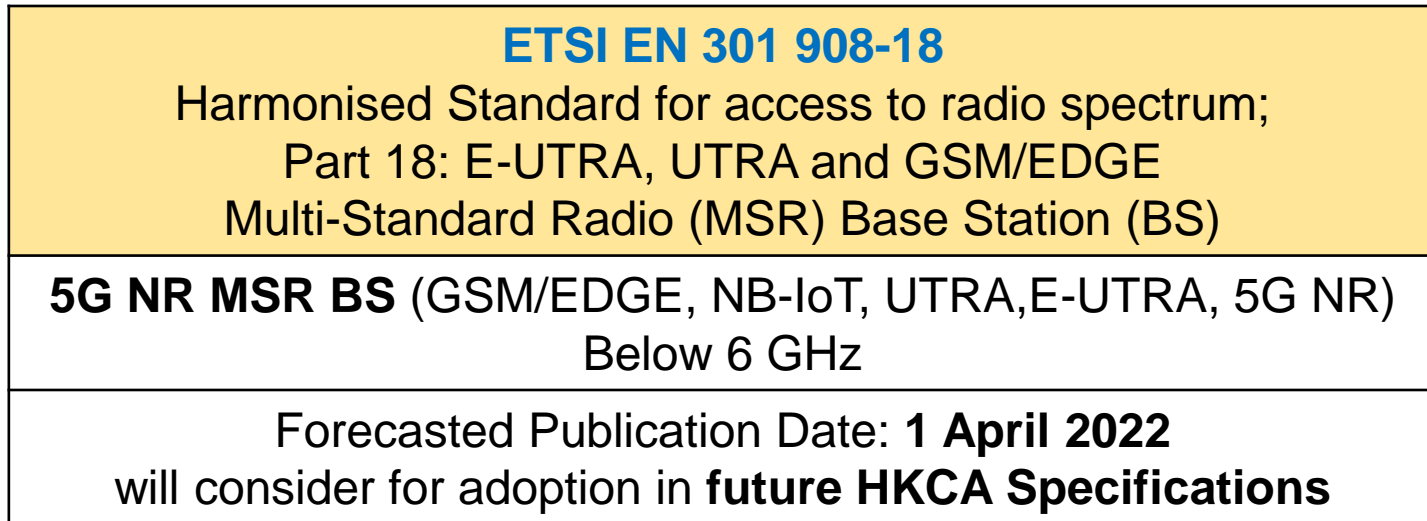 ETSI EN 301 908-18
Harmonised Standard for access to radio spectrum;
Part 18: E-UTRA, UTRA and GSM/EDGE
Multi-Standard Radio (MSR) Base Station (BS)
5G NR MSR BS (GSM/EDGE, NB-IoT, UTRA,E-UTRA, 5G NR)
Below 6 GHz
Forecasted Publication Date: 1 April 2022
will consider for adoption in future HKCA Specifications